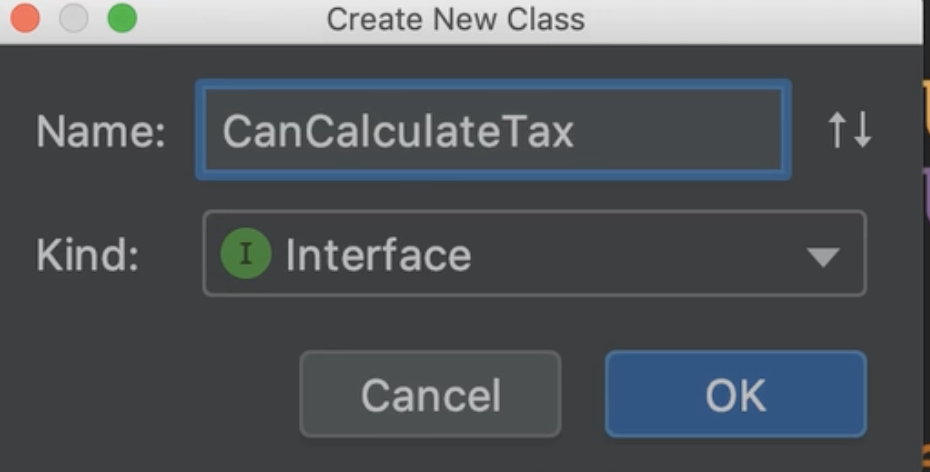 Create New Class
Name: CanCalculateTax
Kind: I Interface
Cancel OK